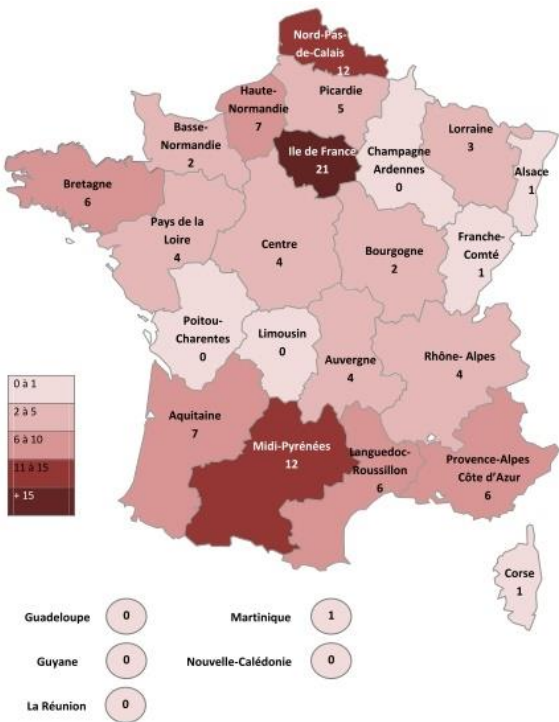 Nord-Pas-
de-Calais
12
Haute-
Normandie
7
Picardie
5
Basse-
Normandie
2
Ile de France
21
Champagne
Ardennes
0
Lorraine
3
Alsace
1
Bretagne
6
Pays de la
Loire
4
Centre
4
Bourgogne
2
Franche-
Comté
1
Poitou-
Charentes
0
Limousin
0
Auvergne
4
Rhône- Alpes
4
0 à 1
2 à 5
6 à 10
11 à 15
+ 15
Aquitaine
7
Midi-Pyrénées
12
Languedoc-
Roussillon
6
Provence-Alpes
Côte d'Azur
6
Corse
1
Guadeloupe 0
Martinique 1
Guyane 0
Nouvelle-Calédonie 0
La Réunion 0